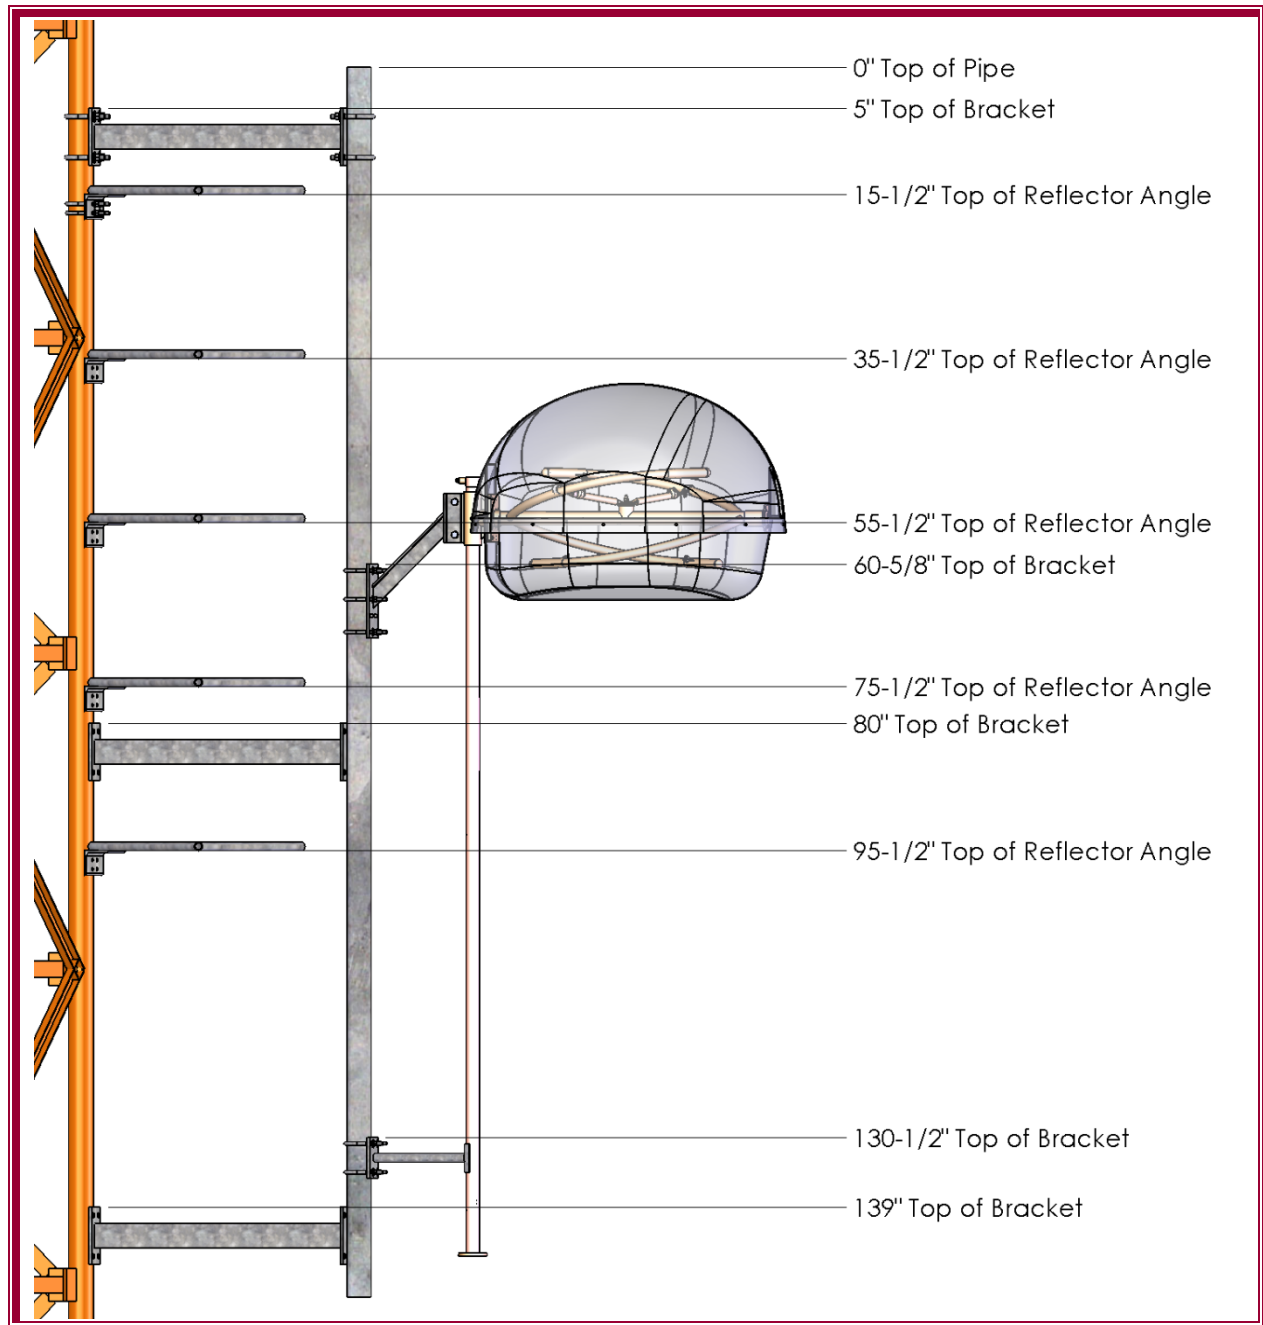 0" Top of Pipe
5" Top of Bracket
15-1/2" Top of Reflector Angle
35-1/2" Top of Reflector Angle
55-1/2" Top of Reflector Angle
60-5/8" Top of Bracket
75-1/2" Top of Reflector Angle
80" Top of Bracket
95-1/2" Top of Reflector Angle
130-1/2" Top of Bracket
139" Top of Bracket